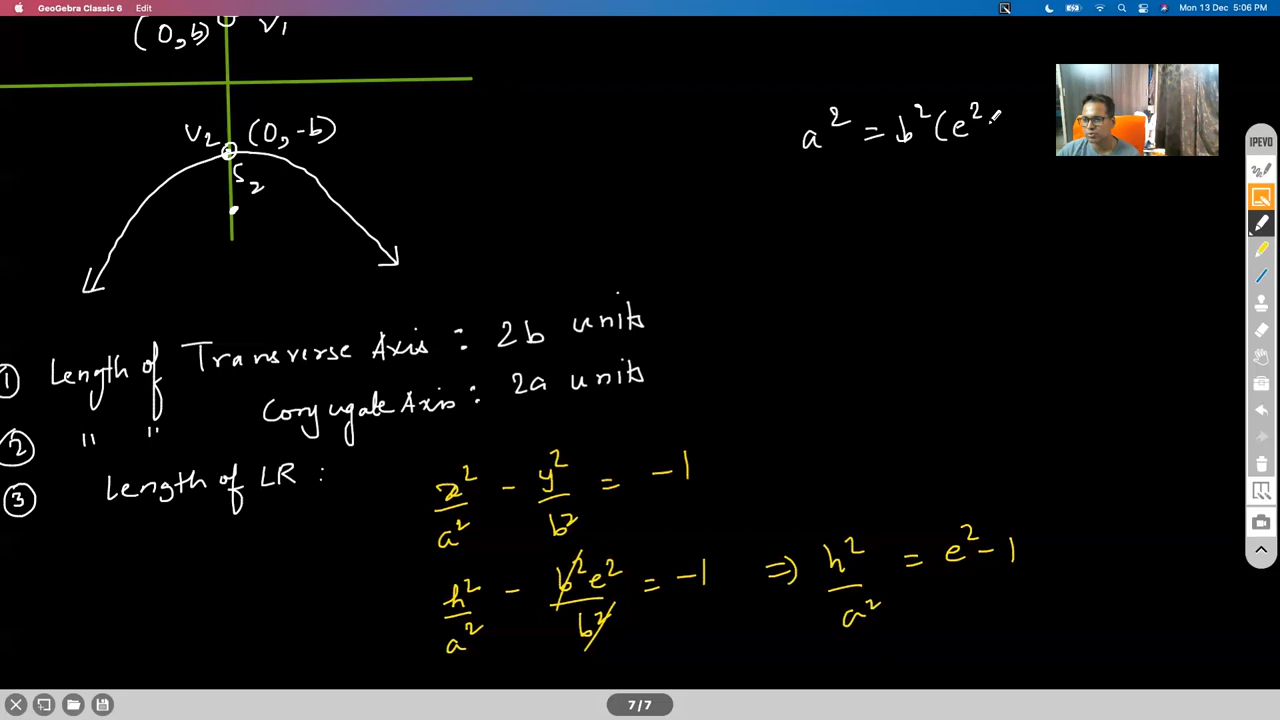 GeoGebra Classic 6 Edit
Mon 13 Dec 5:06 PM
(0, b) V1
IPEVO
a² = b²(e²-
V2 (0, -b)
S2
① Length of Transverse Axis : 2b units
② " " Conjugate Axis : 2a units
③ Length of LR :
x²/a² - y²/b² = -1
h²/a² - b²e²/b² = -1 ⇒ h²/a² = e² - 1
7/7